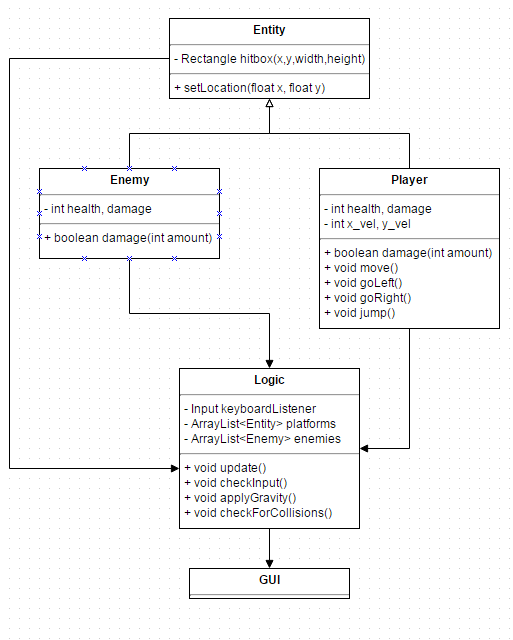 Entity
- Rectangle hitbox(x,y,width,height)
+ setLocation(float x, float y)
Enemy
- int health, damage
+ boolean damage(int amount)
Player
- int health, damage
- int x_vel, y_vel
+ boolean damage(int amount)
+ void move()
+ void goLeft()
+ void goRight()
+ void jump()
Logic
- Input keyboardListener
- ArrayList<Entity> platforms
- ArrayList<Enemy> enemies
+ void update()
+ void checkInput()
+ void applyGravity()
+ void checkForCollisions()
GUI